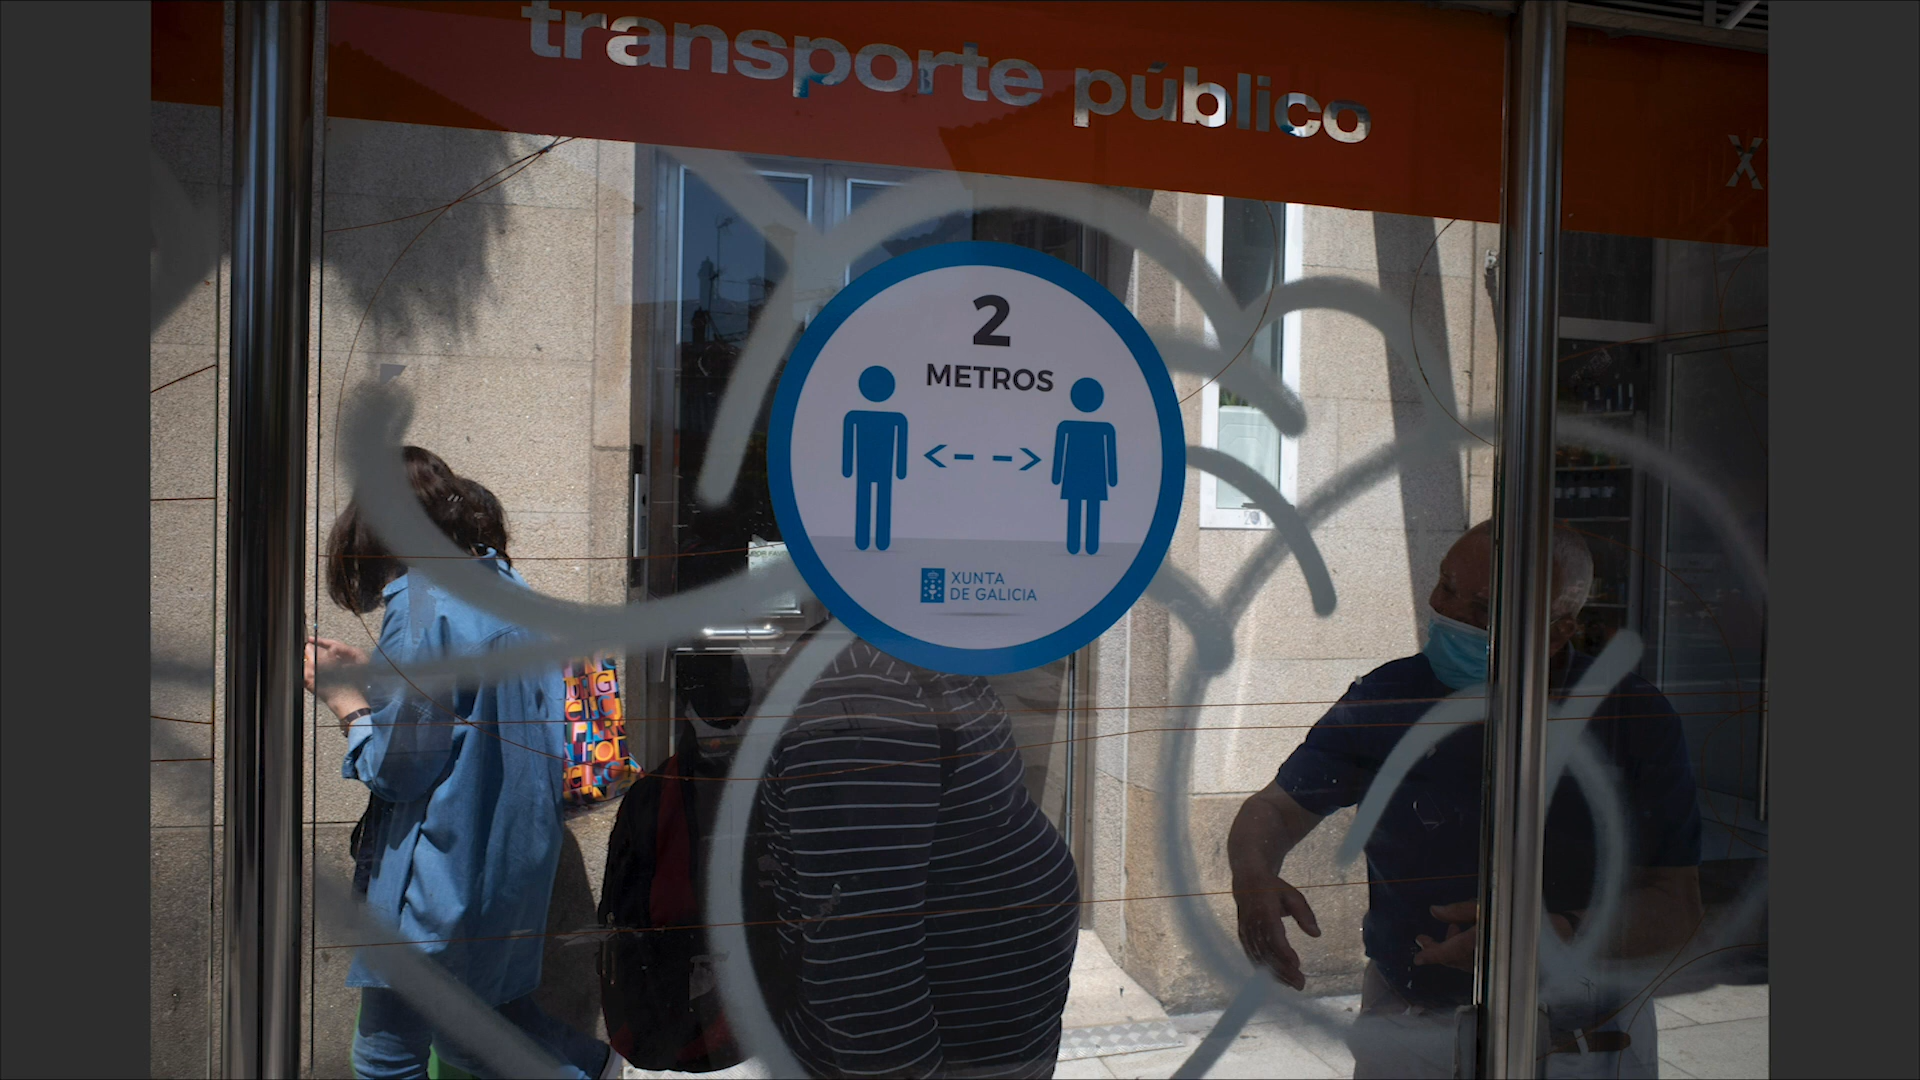 transporte público
X
2
METROS
XUNTA
DE GALICIA